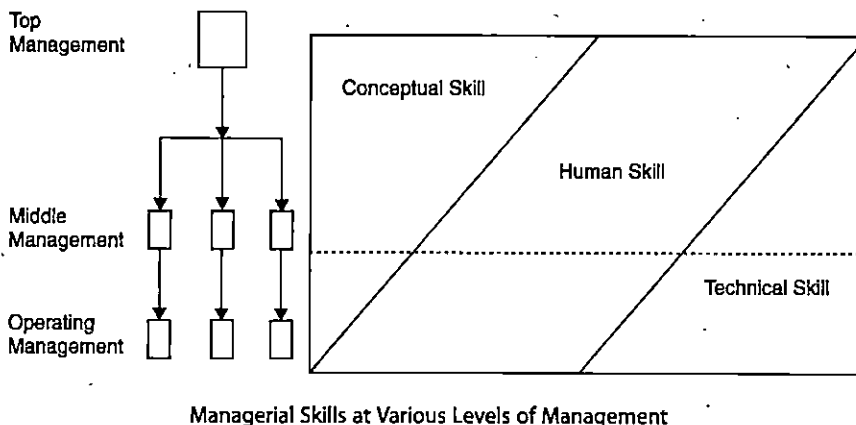 Top
Management
Conceptual Skill
Human Skill
Middle
Management
Technical Skill
Operating
Management
Managerial Skills at Various Levels of Management